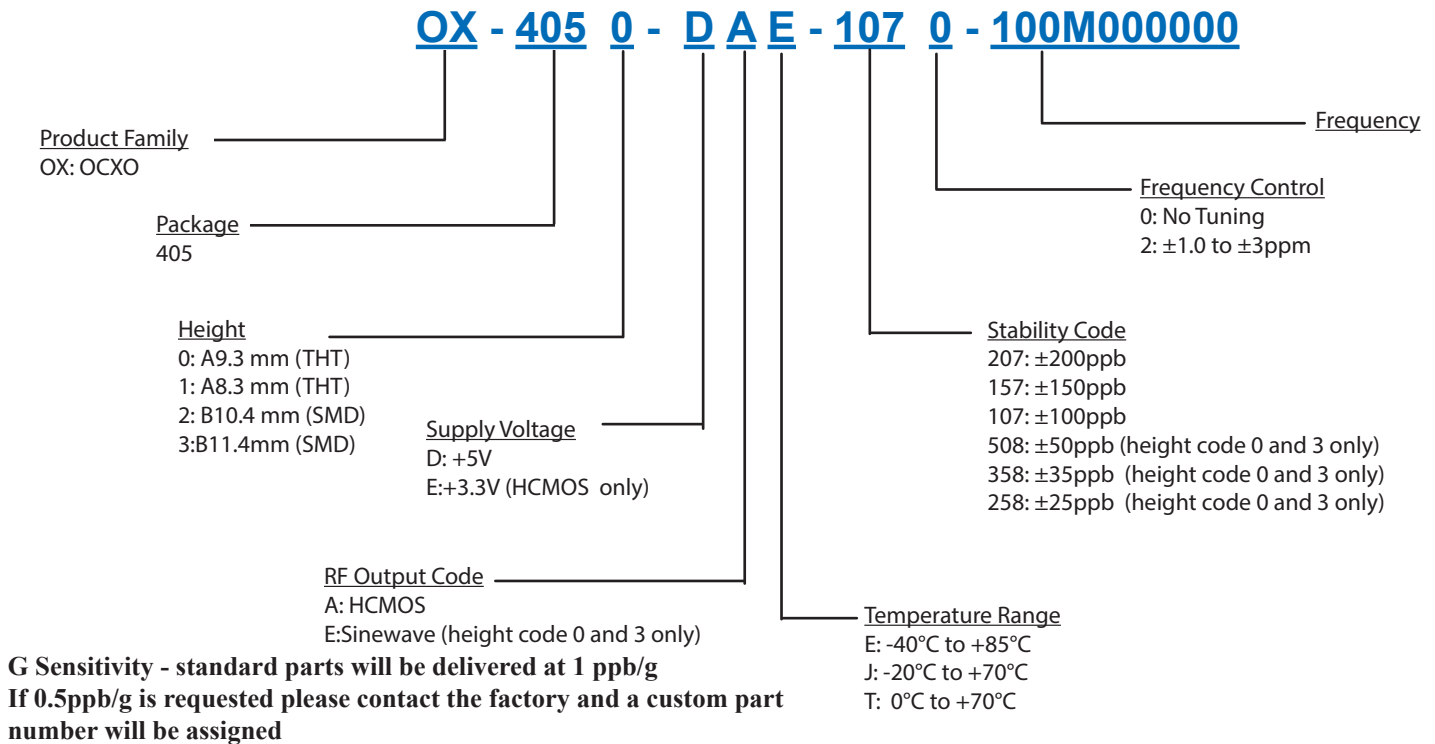 OX - 405 0 - D A E - 107 0 - 100M000000
Product Family
OX: OCXO
Package
405
Height
0: A9.3 mm (THT)
1: A8.3 mm (THT)
2: B10.4 mm (SMD)
3:B11.4mm (SMD)
Supply Voltage
D: +5V
E:+3.3V (HCMOS only)
RF Output Code
A: HCMOS
E:Sinewave (height code 0 and 3 only)
Frequency
Frequency Control
0: No Tuning
2: ±1.0 to ±3ppm
Stability Code
207: ±200ppb
157: ±150ppb
107: ±100ppb
508: ±50ppb (height code 0 and 3 only)
358: ±35ppb (height code 0 and 3 only)
258: ±25ppb (height code 0 and 3 only)
Temperature Range
E: -40°C to +85°C
J: -20°C to +70°C
T: 0°C to +70°C
G Sensitivity - standard parts will be delivered at 1 ppb/g
If 0.5ppb/g is requested please contact the factory and a custom part
number will be assigned